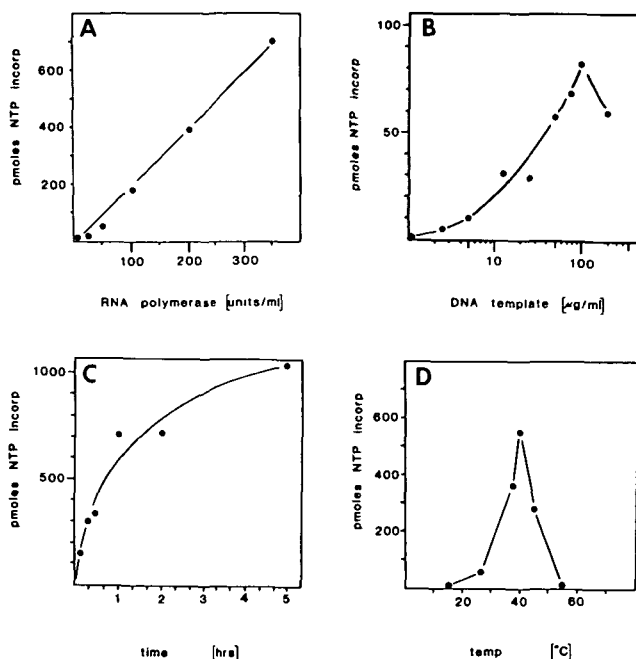 A
pmoles NTP incorp
600
400
200
100
200
300
RNA polymerase [units/ml]
B
pmoles NTP incorp
100
50
10
100
DNA template [µg/ml]
C
pmoles NTP incorp
1000
500
1
2
3
4
5
time [hrs]
D
pmoles NTP incorp
600
400
200
20
40
60
temp [°C]